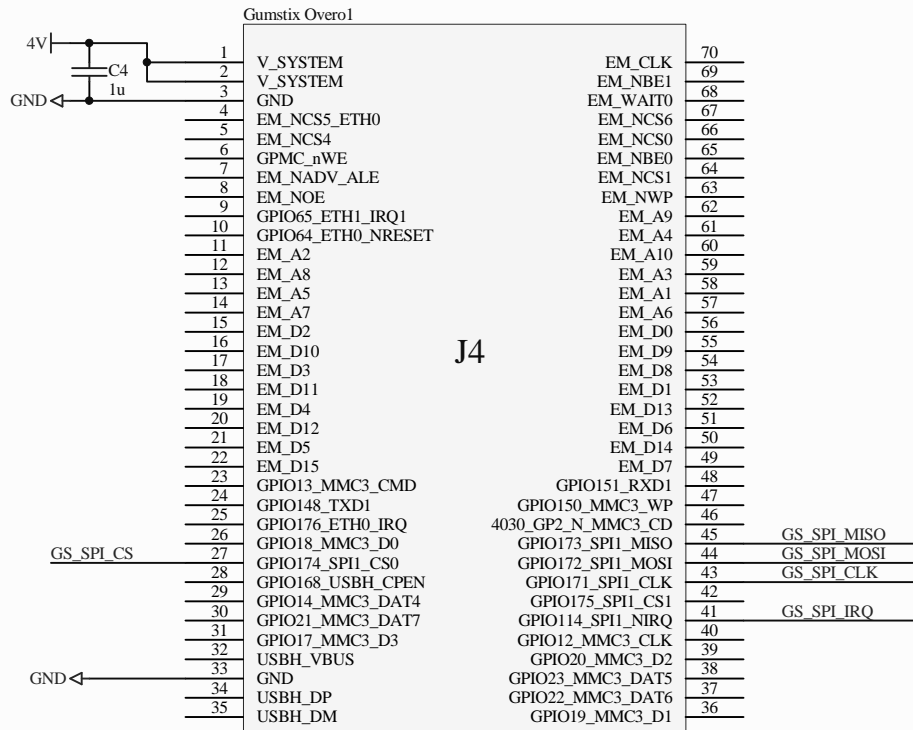 Gumstix Overo1
4V
C4
1u
GND
1 V_SYSTEM EM_CLK 70
2 V_SYSTEM EM_NBE1 69
3 GND EM_WAIT0 68
4 EM_NCS5_ETH0 EM_NCS6 67
5 EM_NCS4 EM_NCS0 66
6 GPMC_nWE EM_NBE0 65
7 EM_NADV_ALE EM_NCS1 64
8 EM_NOE EM_NWP 63
9 GPIO65_ETH1_IRQ1 EM_A9 62
10 GPIO64_ETH0_NRESET EM_A4 61
11 EM_A2 EM_A10 60
12 EM_A8 EM_A3 59
13 EM_A5 EM_A1 58
14 EM_A7 EM_A6 57
15 EM_D2 EM_D0 56
16 EM_D10 EM_D9 55
J4
17 EM_D3 EM_D8 54
18 EM_D11 EM_D1 53
19 EM_D4 EM_D13 52
20 EM_D12 EM_D6 51
21 EM_D5 EM_D14 50
22 EM_D15 EM_D7 49
23 GPIO13_MMC3_CMD GPIO151_RXD1 48
24 GPIO148_TXD1 GPIO150_MMC3_WP 47
25 GPIO176_ETH0_IRQ 4030_GP2_N_MMC3_CD 46
26 GPIO18_MMC3_D0 GPIO173_SPI1_MISO 45 GS_SPI_MISO
GS_SPI_CS 27 GPIO174_SPI1_CS0 GPIO172_SPI1_MOSI 44 GS_SPI_MOSI
28 GPIO168_USBH_CPEN GPIO171_SPI1_CLK 43 GS_SPI_CLK
29 GPIO14_MMC3_DAT4 GPIO175_SPI1_CS1 42
30 GPIO21_MMC3_DAT7 GPIO114_SPI1_NIRQ 41 GS_SPI_IRQ
31 GPIO17_MMC3_D3 GPIO12_MMC3_CLK 40
32 USBH_VBUS GPIO20_MMC3_D2 39
GND 33 GND GPIO23_MMC3_DAT5 38
34 USBH_DP GPIO22_MMC3_DAT6 37
35 USBH_DM GPIO19_MMC3_D1 36